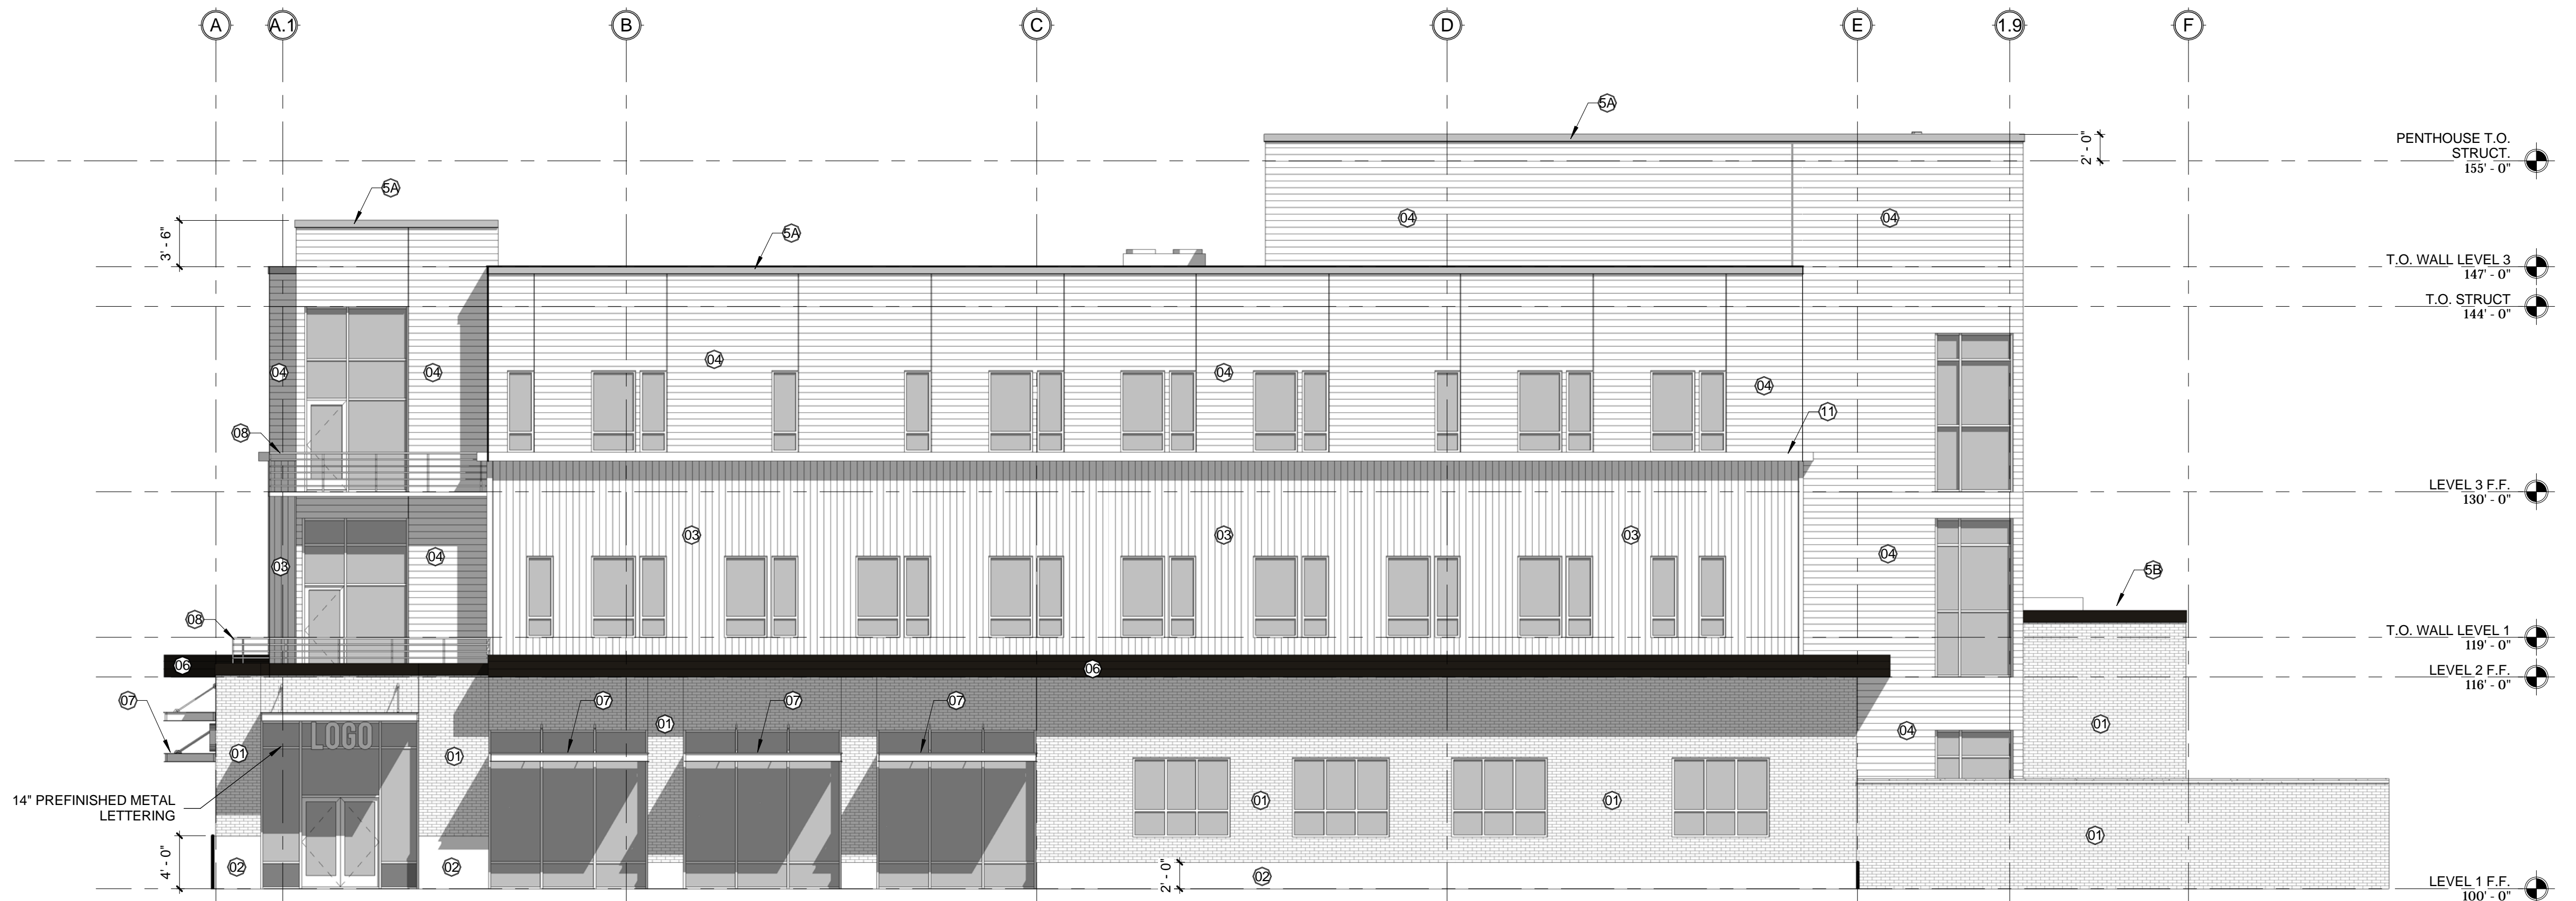 A
A.1
B
C
D
E
1.9
F
5A
2' - 0"
PENTHOUSE T.O.
STRUCT.
155' - 0"
5A
04
04
3' - 6"
5A
T.O. WALL LEVEL 3
147' - 0"
T.O. STRUCT
144' - 0"
04
04
04
04
04
11
08
LEVEL 3 F.F.
130' - 0"
03
03
03
04
04
03
5B
08
T.O. WALL LEVEL 1
119' - 0"
06
06
LEVEL 2 F.F.
116' - 0"
07
07
07
07
01
01
04
LOGO
01
01
14" PREFINISHED METAL
LETTERING
01
01
01
4' - 0"
02
02
2' - 0"
02
LEVEL 1 F.F.
100' - 0"